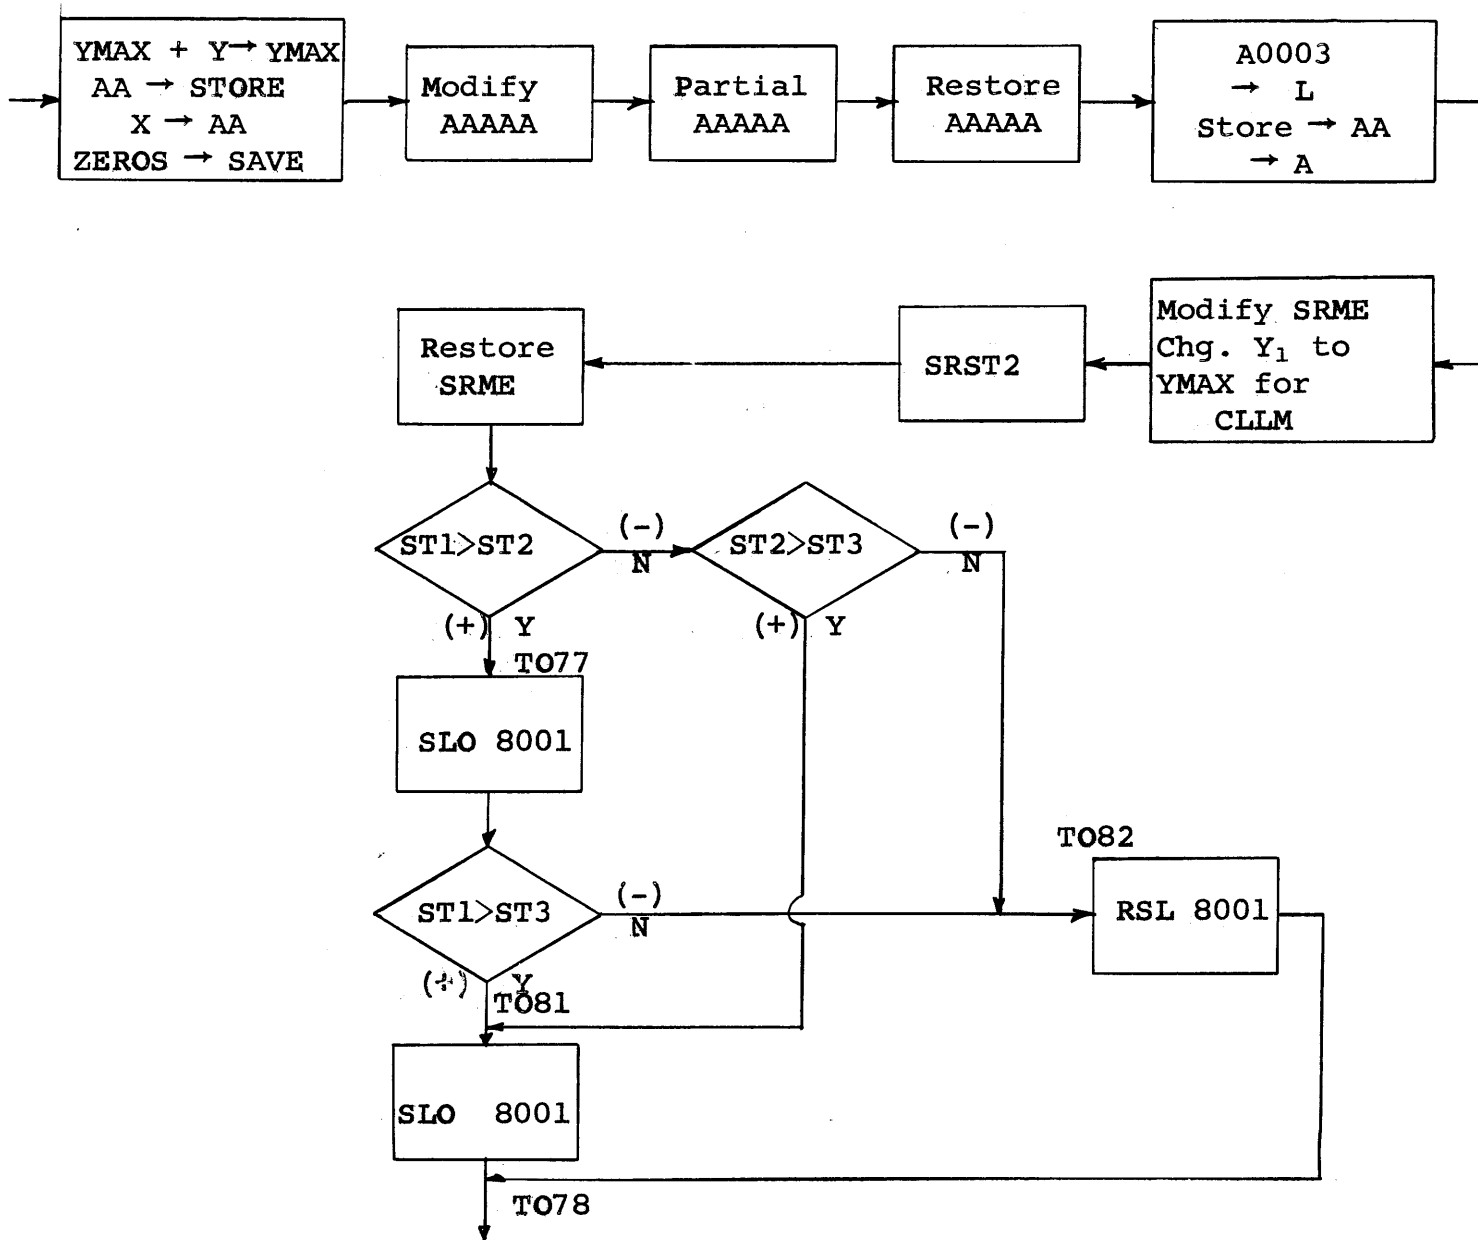 YMAX + Y→ YMAX
AA → STORE
X → AA
ZEROS → SAVE
Modify
AAAAA
Partial
AAAAA
Restore
AAAAA
A0003
→ L
Store → AA
→ A
Modify SRME
Chg. Y₁ to
YMAX for
CLLM
SRST2
Restore
SRME
ST1>ST2
(-)
N
ST2>ST3
(-)
N
(+) Y
(+) Y
TO77
SLO 8001
TO82
ST1>ST3
(-)
N
RSL 8001
(+) Y
TO81
SLO 8001
TO78